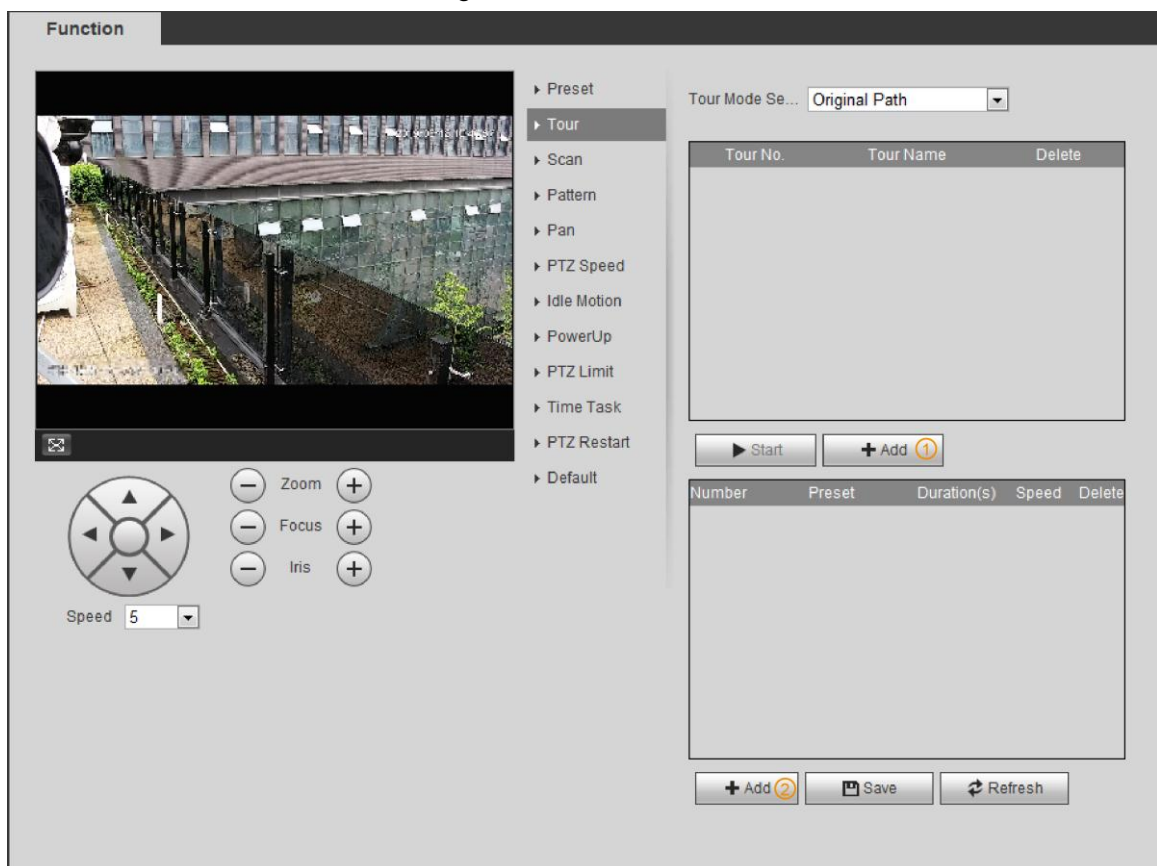 Function
Preset
Tour
Scan
Pattern
Pan
PTZ Speed
Idle Motion
PowerUp
PTZ Limit
Time Task
PTZ Restart
Default
Zoom
Focus
Iris
Speed 5
Tour Mode Se... Original Path
Tour No. Tour Name Delete
Start Add 1
Number Preset Duration(s) Speed Delete
Add 2 Save Refresh